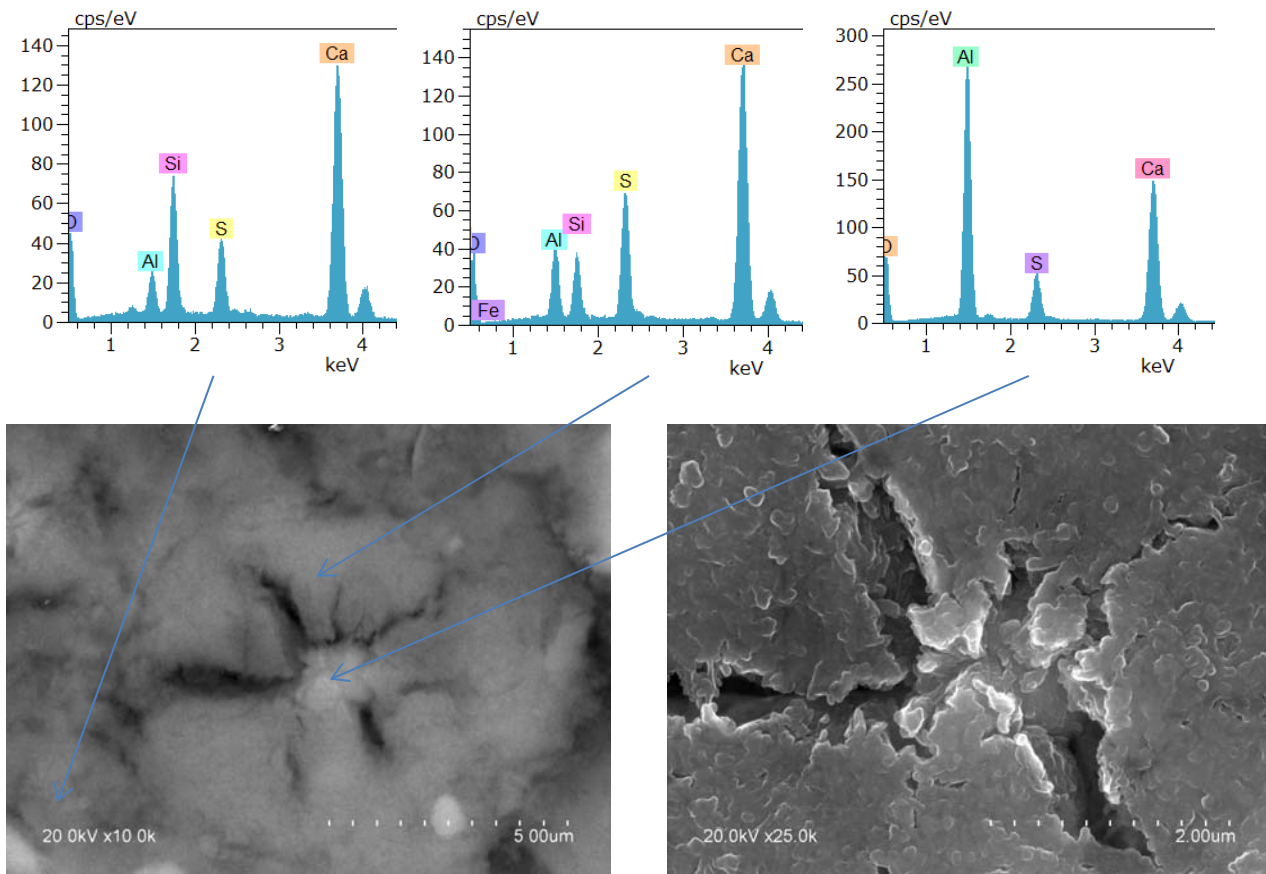 cps/eV
140
120
100
80
60
40
20
0
1
2
3
4
keV
O
Al
Si
S
Ca
cps/eV
140
120
100
80
60
40
20
0
1
2
3
4
keV
O
Fe
Al
Si
S
Ca
cps/eV
300
250
200
150
100
50
0
1
2
3
4
keV
O
Al
S
Ca
20.0kV x10.0k 5.00um
20.0kV x25.0k 2.00um